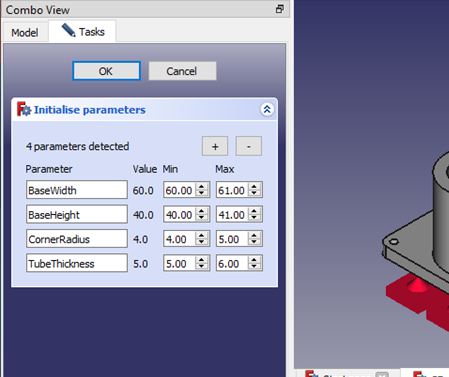 Combo View
Model
Tasks
OK
Cancel
Initialise parameters
4 parameters detected
+
-
Parameter Value Min Max
BaseWidth 60.0 60.00 61.00
BaseHeight 40.0 40.00 41.00
CornerRadius 4.0 4.00 5.00
TubeThickness 5.0 5.00 6.00